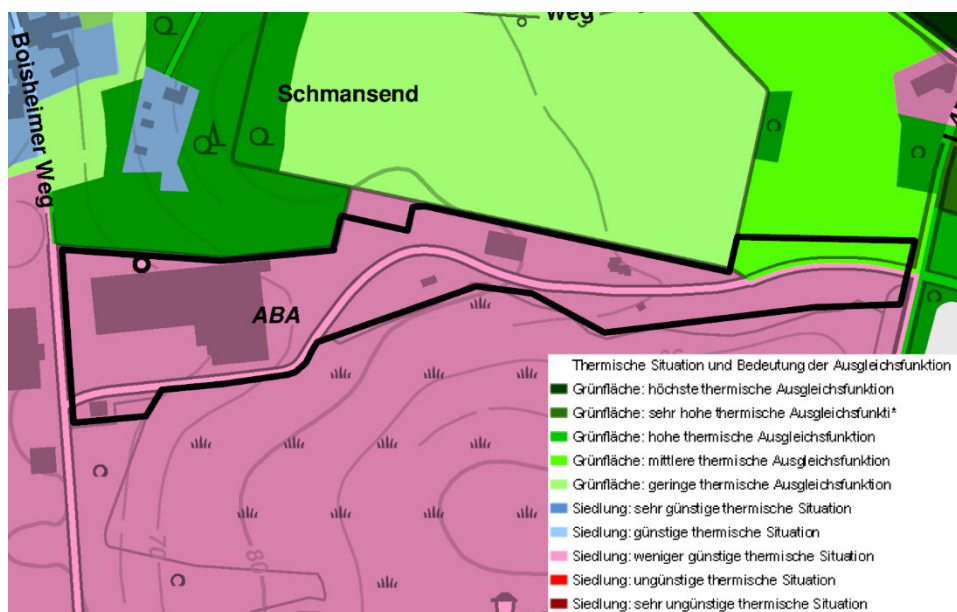 Weg
Boisheimer Weg
Schmansend
ABA
70
80
Thermische Situation und Bedeutung der Ausgleichsfunktion
Grünfläche: höchste thermische Ausgleichsfunktion
Grünfläche: sehr hohe thermische Ausgleichsfunkti*
Grünfläche: hohe thermische Ausgleichsfunktion
Grünfläche: mittlere thermische Ausgleichsfunktion
Grünfläche: geringe thermische Ausgleichsfunktion
Siedlung: sehr günstige thermische Situation
Siedlung: günstige thermische Situation
Siedlung: weniger günstige thermische Situation
Siedlung: ungünstige thermische Situation
Siedlung: sehr ungünstige thermische Situation